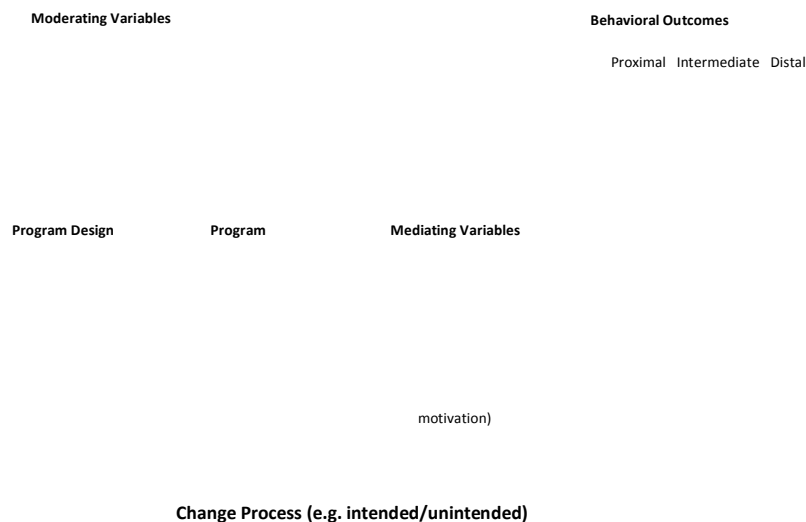 Moderating Variables
Behavioral Outcomes
Proximal Intermediate Distal
Program Design
Program
Mediating Variables
motivation)
Change Process (e.g. intended/unintended)